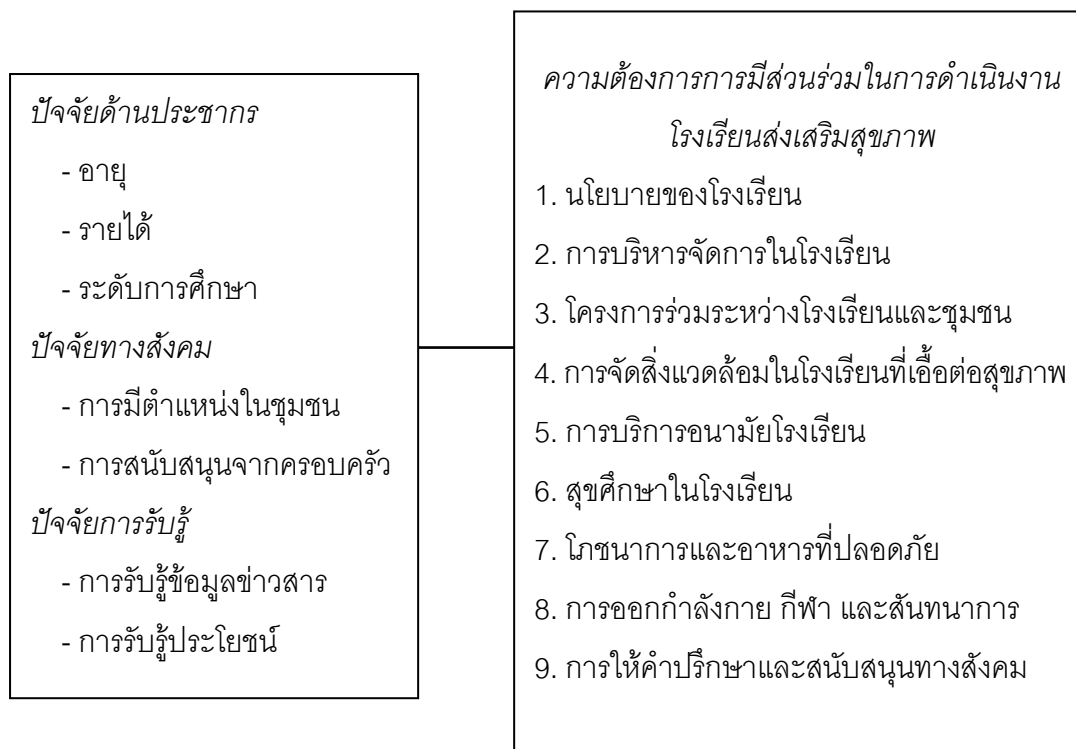 ปัจจัยด้านประชากร
- อายุ
- รายได้
- ระดับการศึกษา
ปัจจัยทางสังคม
- การมีตำแหน่งในชุมชน
- การสนับสนุนจากครอบครัว
ปัจจัยการรับรู้
- การรับรู้ข้อมูลข่าวสาร
- การรับรู้ประโยชน์
ความต้องการการมีส่วนร่วมในการดำเนินงาน
โรงเรียนส่งเสริมสุขภาพ
1. นโยบายของโรงเรียน
2. การบริหารจัดการในโรงเรียน
3. โครงการร่วมระหว่างโรงเรียนและชุมชน
4. การจัดสิ่งแวดล้อมในโรงเรียนที่เอื้อต่อสุขภาพ
5. การบริการอนามัยโรงเรียน
6. สุขศึกษาในโรงเรียน
7. โภชนาการและอาหารที่ปลอดภัย
8. การออกกำลังกาย กีฬา และสันทนาการ
9. การให้คำปรึกษาและสนับสนุนทางสังคม